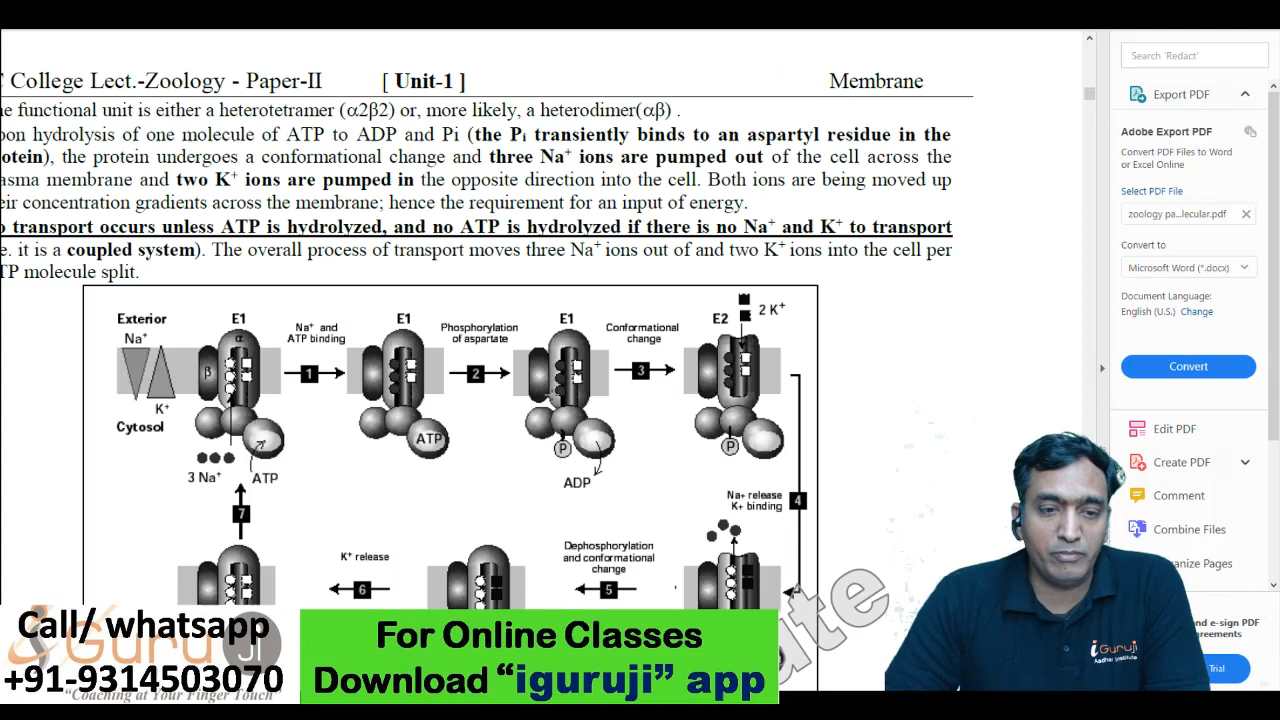 C College Lect.-Zoology - Paper-II [ Unit-1 ] Membrane
ne functional unit is either a heterotetramer (α2β2) or, more likely, a heterodimer(αβ) .
pon hydrolysis of one molecule of ATP to ADP and Pi (the Pi transiently binds to an aspartyl residue in the
rotein), the protein undergoes a conformational change and three Na+ ions are pumped out of the cell across the
asma membrane and two K+ ions are pumped in the opposite direction into the cell. Both ions are being moved up
eir concentration gradients across the membrane; hence the requirement for an input of energy.
o transport occurs unless ATP is hydrolyzed, and no ATP is hydrolyzed if there is no Na+ and K+ to transport
e. it is a coupled system). The overall process of transport moves three Na+ ions out of and two K+ ions into the cell per
TP molecule split.
Exterior
Na+
K+
Cytosol
E1
α
β
3 Na+
ATP
Na+ and
ATP binding
1
E1
ATP
Phosphorylation
of aspartate
2
E1
P
ADP
Conformational
change
3
E2
2 K+
P
Na+ release
K+ binding
4
Dephosphorylation
and conformational
change
5
K+ release
6
7
ute
Search 'Redact'
Export PDF
Adobe Export PDF
Convert PDF Files to Word
or Excel Online
Select PDF File
zoology pa...lecular.pdf
Convert to
Microsoft Word (*.docx)
Document Language:
English (U.S.) Change
Convert
Edit PDF
Create PDF
Comment
Combine Files
ganize Pages
and e-sign PDF
greements
Trial
iGuruji
Aadhar Institute
Call/ whatsapp
+91-9314503070
iGuru JI
"Coaching at Your Finger Touch"
For Online Classes
Download “iguruji” app